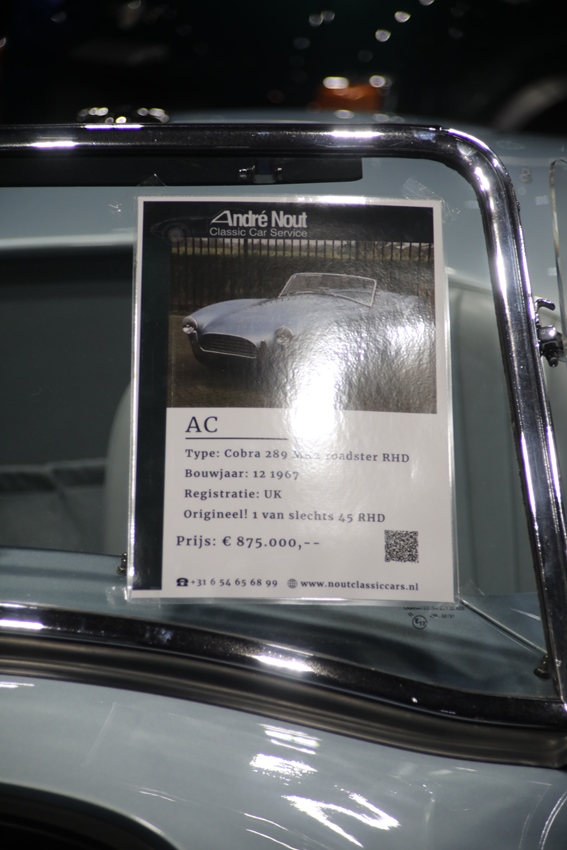 André Nout
Classic Car Service
AC
Type: Cobra 289 roadster RHD
Bouwjaar: 12 1967
Registratie: UK
Origineel! 1 van slechts 45 RHD
Prijs: € 875.000,--
+31 6 54 65 68 99 www.noutclassiccars.nl